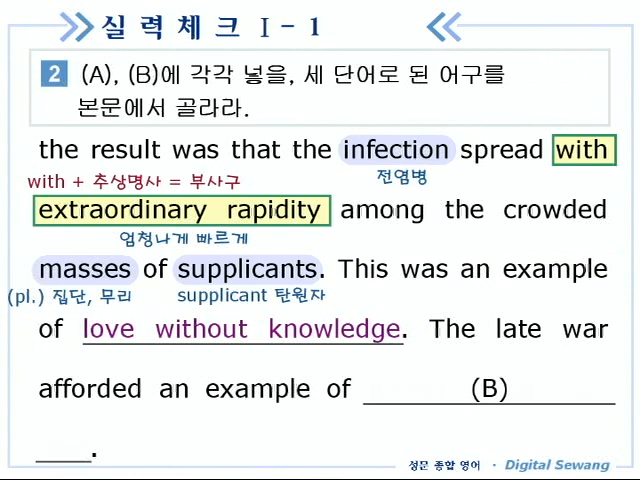 실력체크 I - 1
2 (A), (B)에 각각 넣을, 세 단어로 된 어구를
본문에서 골라라.
the result was that the infection spread with
with + 추상명사 = 부사구 전염병
extraordinary rapidity among the crowded
엄청나게 빠르게
masses of supplicants. This was an example
(pl.) 집단, 무리 supplicant 탄원자
of love without knowledge. The late war
afforded an example of (B)
.
성문 종합 영어 · Digital Sewang